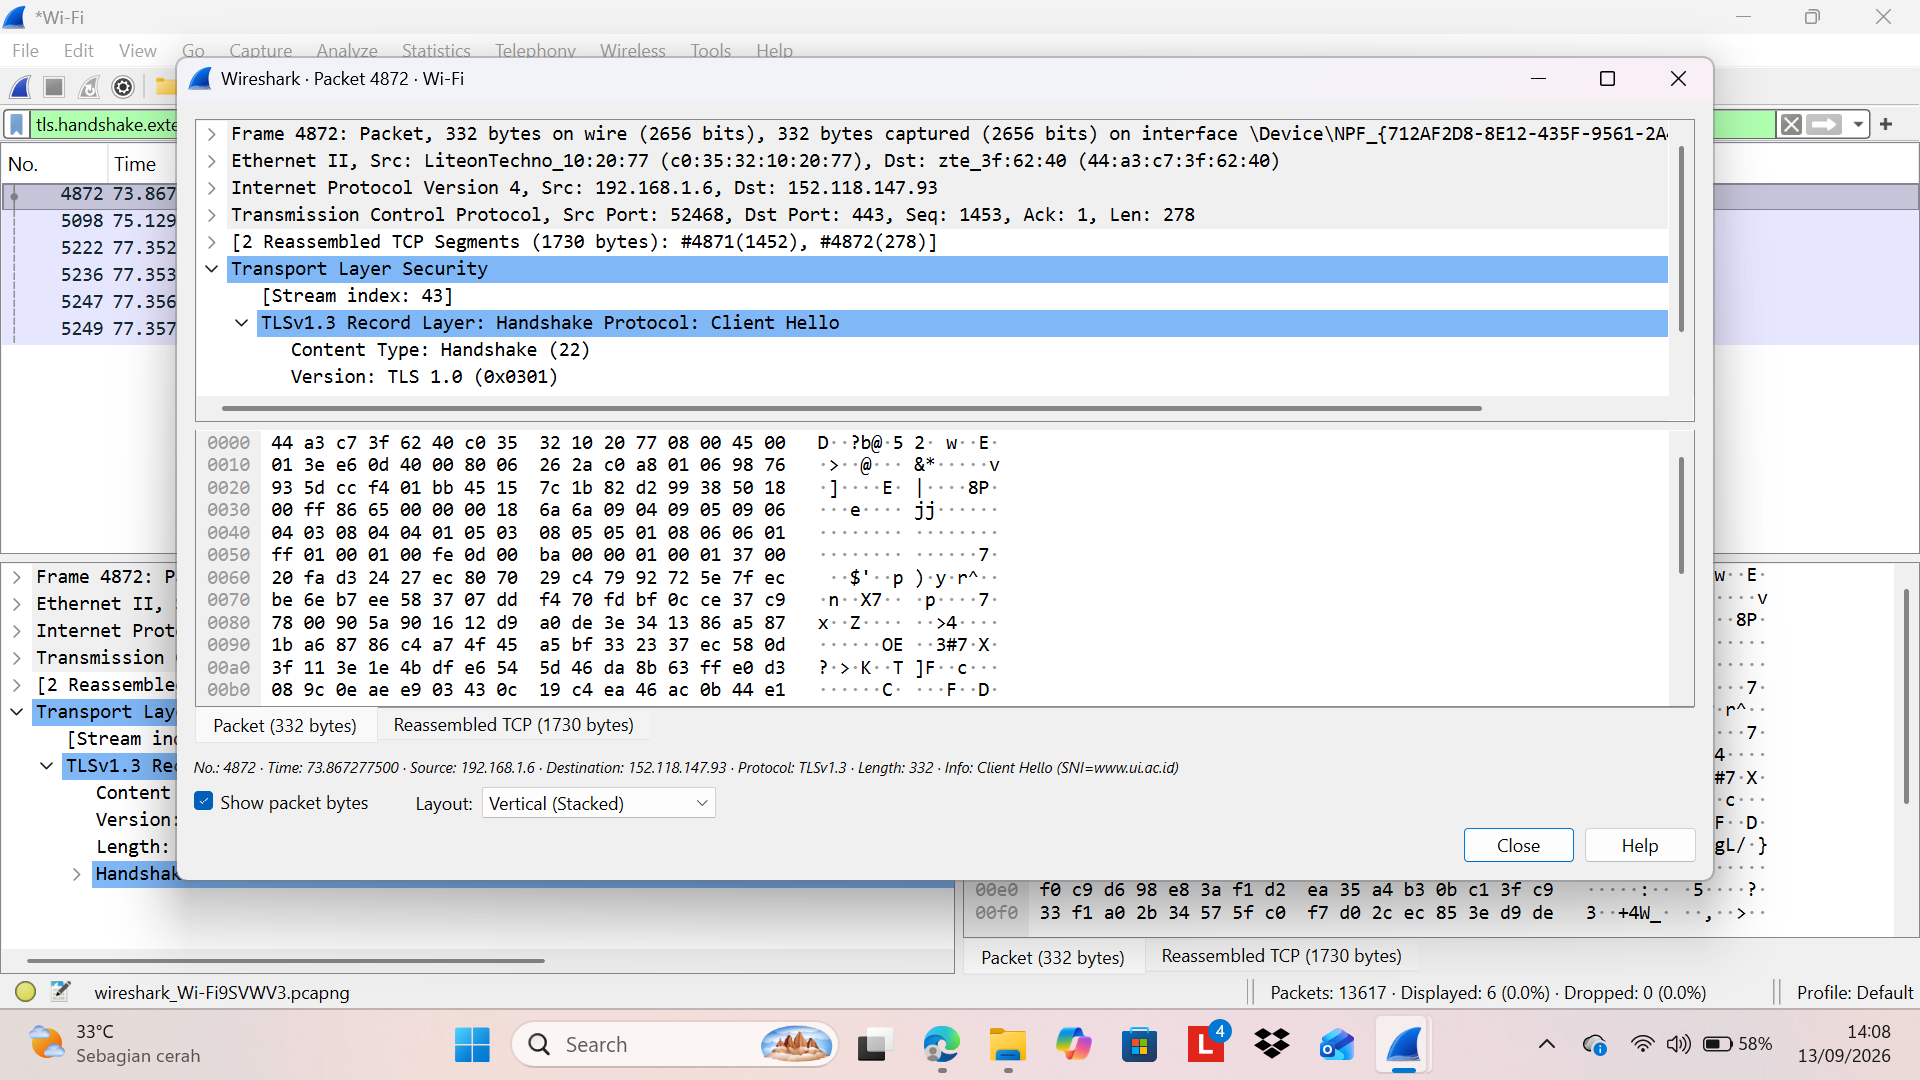 *Wi-Fi
File Edit View Go Capture Analyze Statistics Telephony Wireless Tools Help
Wireshark · Packet 4872 · Wi-Fi
tls.handshake.exte
No. Time
4872 73.867
5098 75.129
5222 77.352
5236 77.353
5247 77.356
5249 77.357
Frame 4872: Packet, 332 bytes on wire (2656 bits), 332 bytes captured (2656 bits) on interface \Device\NPF_{712AF2D8-8E12-435F-9561-2A
Ethernet II, Src: LiteonTechno_10:20:77 (c0:35:32:10:20:77), Dst: zte_3f:62:40 (44:a3:c7:3f:62:40)
Internet Protocol Version 4, Src: 192.168.1.6, Dst: 152.118.147.93
Transmission Control Protocol, Src Port: 52468, Dst Port: 443, Seq: 1453, Ack: 1, Len: 278
[2 Reassembled TCP Segments (1730 bytes): #4871(1452), #4872(278)]
Transport Layer Security
[Stream index: 43]
TLSv1.3 Record Layer: Handshake Protocol: Client Hello
Content Type: Handshake (22)
Version: TLS 1.0 (0x0301)
0000 44 a3 c7 3f 62 40 c0 35 32 10 20 77 08 00 45 00 D··?b@·5 2· w··E·
0010 01 3e e6 0d 40 00 80 06 26 2a c0 a8 01 06 98 76 ·>··@··· &*·····v
0020 93 5d cc f4 01 bb 45 15 7c 1b 82 d2 99 38 50 18 ·]····E· |····8P·
0030 00 ff 86 65 00 00 00 18 6a 6a 09 04 09 05 09 06 ···e···· jj······
0040 04 03 08 04 04 01 05 03 08 05 05 01 08 06 06 01 ········ ········
0050 ff 01 00 01 00 fe 0d 00 ba 00 00 01 00 01 37 00 ········ ······7·
0060 20 fa d3 24 27 ec 80 70 29 c4 79 92 72 5e 7f ec ··$'··p )·y·r^··
0070 be 6e b7 ee 58 37 07 dd f4 70 fd bf 0c ce 37 c9 ·n··X7·· ·p····7·
0080 78 00 90 5a 90 16 12 d9 a0 de 3e 34 13 86 a5 87 x··Z···· ··>4····
0090 1b a6 87 86 c4 a7 4f 45 a5 bf 33 23 37 ec 58 0d ······OE ··3#7·X·
00a0 3f 11 3e 1e 4b df e6 54 5d 46 da 8b 63 ff e0 d3 ?·>·K··T ]F··c···
00b0 08 9c 0e ae e9 03 43 0c 19 c4 ea 46 ac 0b 44 e1 ······C· ···F··D·
Packet (332 bytes) Reassembled TCP (1730 bytes)
No.: 4872 · Time: 73.867277500 · Source: 192.168.1.6 · Destination: 152.118.147.93 · Protocol: TLSv1.3 · Length: 332 · Info: Client Hello (SNI=www.ui.ac.id)
Show packet bytes Layout: Vertical (Stacked)
Close Help
Frame 4872: P
Ethernet II,
Internet Prot
Transmission
[2 Reassemble
Transport Lay
[Stream in
TLSv1.3 Re
Content
Version:
Length:
Handshak
w··E·
····v
··8P·
·····
··7·
·r^··
··7·
4····
#7·X·
·c···
F··D·
gL/·}
00e0 f0 c9 d6 98 e8 3a f1 d2 ea 35 a4 b3 0b c1 3f c9 ·····:·· ·5····?·
00f0 33 f1 a0 2b 34 57 5f c0 f7 d0 2c ec 85 3e d9 de 3··+4W_· ··,··>··
Packet (332 bytes) Reassembled TCP (1730 bytes)
wireshark_Wi-Fi9SVWV3.pcapng
Packets: 13617 · Displayed: 6 (0.0%) · Dropped: 0 (0.0%)
Profile: Default
33°C
Sebagian cerah
Search
4
58%
14:08
13/09/2026